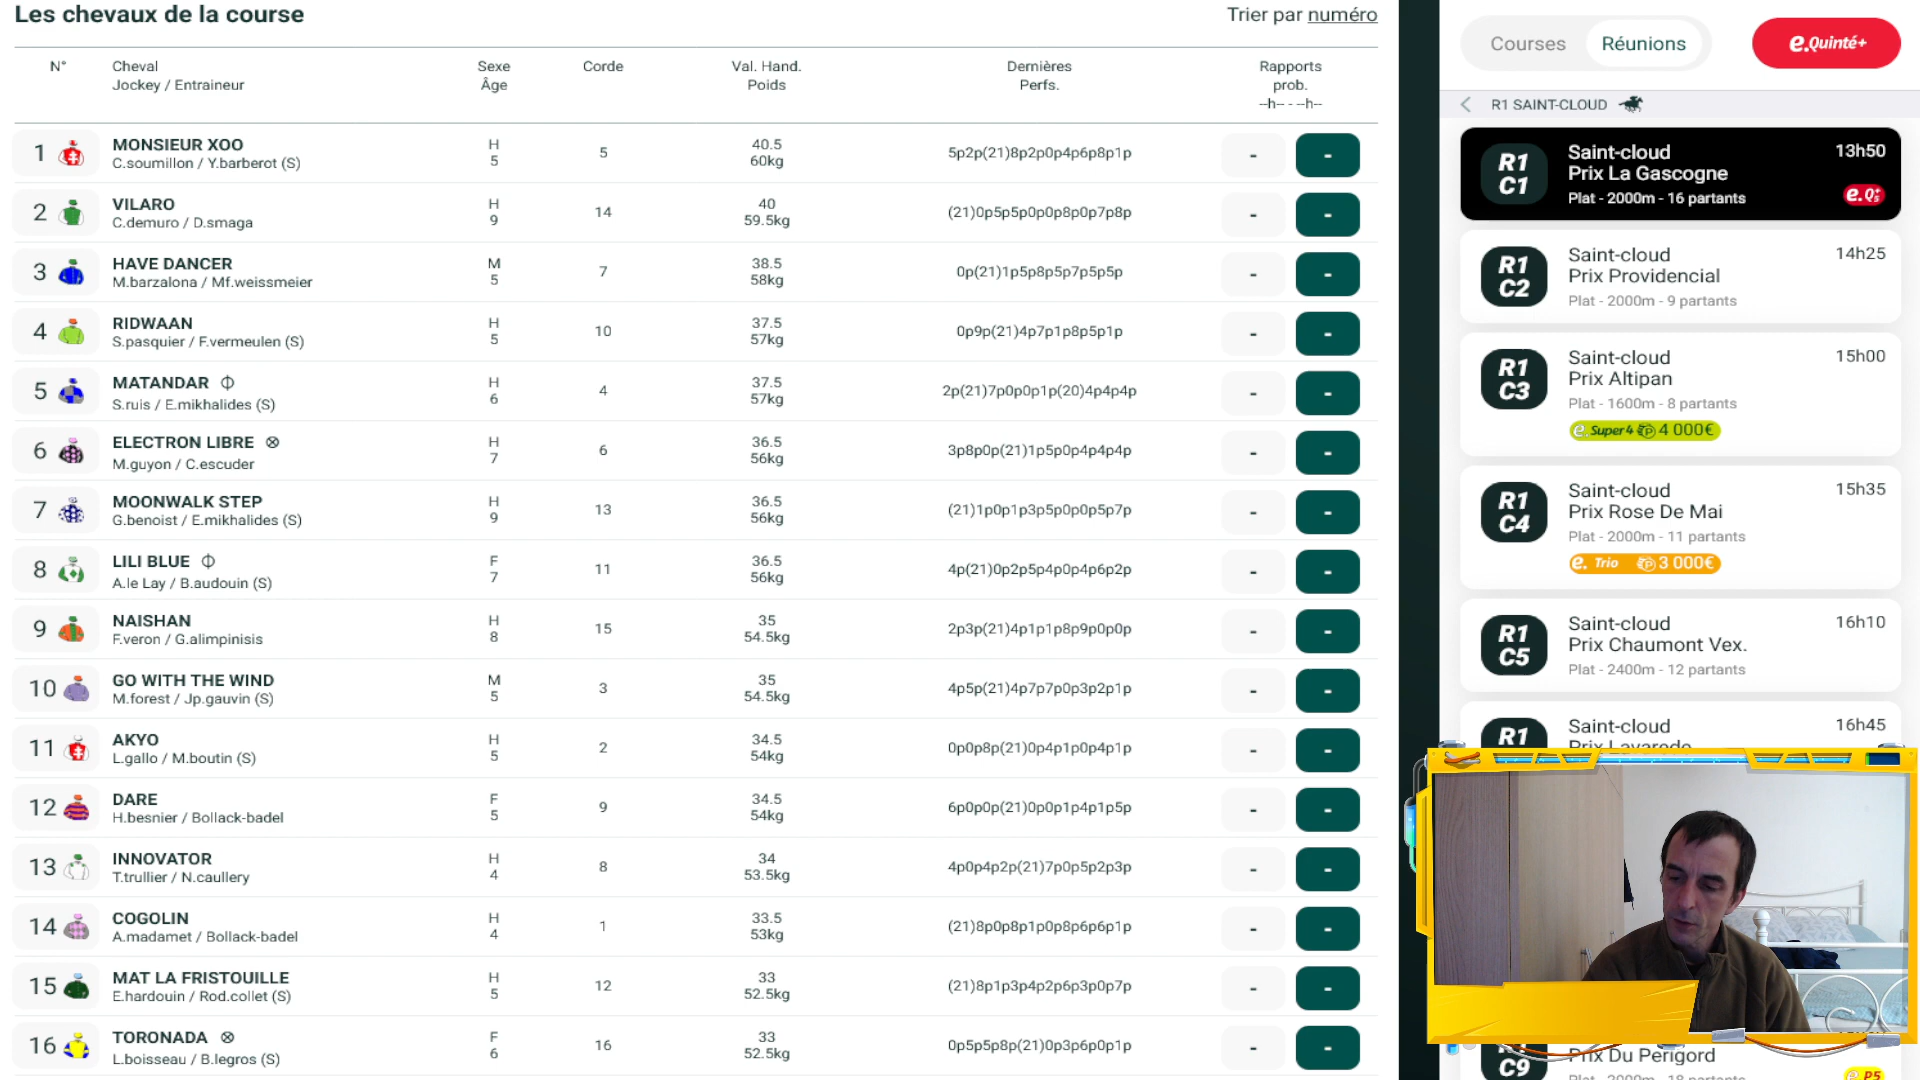 Les chevaux de la course
Trier par numéro
N°
Cheval
Jockey / Entraineur
Sexe
Âge
Corde
Val. Hand.
Poids
Dernières
Perfs.
Rapports
prob.
--h-- - --h--
1
MONSIEUR XOO
C.soumillon / Y.barberot (S)
H
5
5
40.5
60kg
5p2p(21)8p2p0p4p6p8p1p
-
-
2
VILARO
C.demuro / D.smaga
H
9
14
40
59.5kg
(21)0p5p5p0p0p8p0p7p8p
-
-
3
HAVE DANCER
M.barzalona / Mf.weissmeier
M
5
7
38.5
58kg
0p(21)1p5p8p5p7p5p5p
-
-
4
RIDWAAN
S.pasquier / F.vermeulen (S)
H
5
10
37.5
57kg
0p9p(21)4p7p1p8p5p1p
-
-
5
MATANDAR
S.ruis / E.mikhalides (S)
H
6
4
37.5
57kg
2p(21)7p0p0p1p(20)4p4p4p
-
-
6
ELECTRON LIBRE
M.guyon / C.escuder
H
7
6
36.5
56kg
3p8p0p(21)1p5p0p4p4p4p
-
-
7
MOONWALK STEP
G.benoist / E.mikhalides (S)
H
9
13
36.5
56kg
(21)1p0p1p3p5p0p0p5p7p
-
-
8
LILI BLUE
A.le Lay / B.audouin (S)
F
7
11
36.5
56kg
4p(21)0p2p5p4p0p4p6p2p
-
-
9
NAISHAN
F.veron / G.alimpinisis
H
8
15
35
54.5kg
2p3p(21)4p1p1p8p9p0p0p
-
-
10
GO WITH THE WIND
M.forest / Jp.gauvin (S)
M
5
3
35
54.5kg
4p5p(21)4p7p7p0p3p2p1p
-
-
11
AKYO
L.gallo / M.boutin (S)
H
5
2
34.5
54kg
0p0p8p(21)0p4p1p0p4p1p
-
-
12
DARE
H.besnier / Bollack-badel
F
5
9
34.5
54kg
6p0p0p(21)0p0p1p4p1p5p
-
-
13
INNOVATOR
T.trullier / N.caullery
H
4
8
34
53.5kg
4p0p4p2p(21)7p0p5p2p3p
-
-
14
COGOLIN
A.madamet / Bollack-badel
H
4
1
33.5
53kg
(21)8p0p8p1p0p8p6p6p1p
-
-
15
MAT LA FRISTOUILLE
E.hardouin / Rod.collet (S)
H
5
12
33
52.5kg
(21)8p1p3p4p2p6p3p0p7p
-
-
16
TORONADA
L.boisseau / B.legros (S)
F
6
16
33
52.5kg
0p5p5p8p(21)0p3p6p0p1p
-
-
Courses
Réunions
e.Quinté+
R1 SAINT-CLOUD
R1
C1
Saint-cloud
Prix La Gascogne
Plat - 2000m - 16 partants
13h50
e.Q+5
R1
C2
Saint-cloud
Prix Providencial
Plat - 2000m - 9 partants
14h25
R1
C3
Saint-cloud
Prix Altipan
Plat - 1600m - 8 partants
15h00
e.Super4 4 000€
R1
C4
Saint-cloud
Prix Rose De Mai
Plat - 2000m - 11 partants
15h35
e. Trio 3 000€
R1
C5
Saint-cloud
Prix Chaumont Vex.
Plat - 2400m - 12 partants
16h10
R1
Saint-cloud
Prix Lavarede
16h45
C9
Prix Du Perigord
Plat - 2000m - 18 partants
e.P5